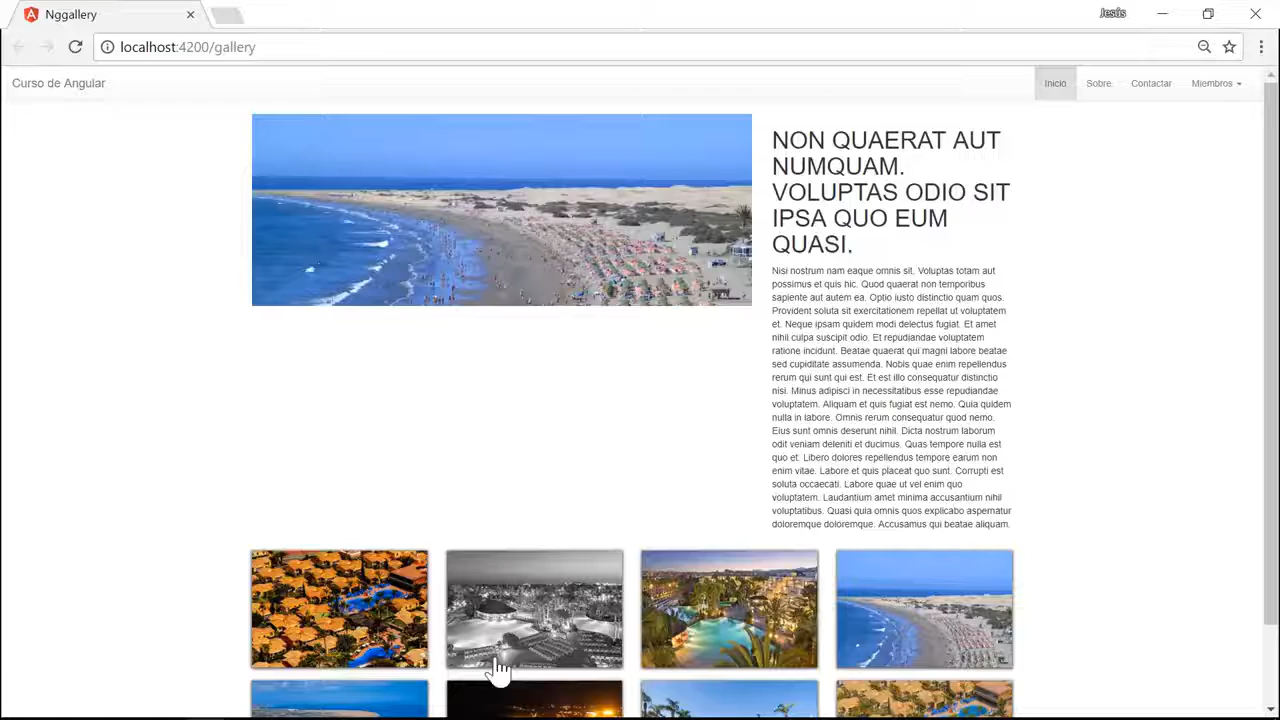 Nggallery
Jesús
localhost:4200/gallery
Curso de Angular
Inicio
Sobre
Contactar
Miembros
NON QUAERAT AUT
NUMQUAM.
VOLUPTAS ODIO SIT
IPSA QUO EUM
QUASI.
Nisi nostrum nam eaque omnis sit. Voluptas totam aut
possimus et quis hic. Quod quaerat non temporibus
sapiente aut autem ea. Optio iusto distinctio quam quos.
Provident soluta sit exercitationem repellat ut voluptatem
et. Neque ipsam quidem modi delectus fugiat. Et amet
nihil culpa suscipit odio. Et repudiandae voluptatem
ratione incidunt. Beatae quaerat qui magni labore beatae
sed cupiditate assumenda. Nobis quae enim repellendus
rerum qui sunt qui est. Et est illo consequatur distinctio
nisi. Minus adipisci in necessitatibus esse repudiandae
voluptatem. Aliquam et quis fugiat est nemo. Quia quidem
nulla in labore. Omnis rerum consequatur quod nemo.
Eius sunt omnis deserunt nihil. Dicta nostrum laborum
odit veniam deleniti et ducimus. Quas tempore nulla est
quo et. Libero dolores repellendus tempore earum non
enim vitae. Labore et quis placeat quo sunt. Corrupti est
soluta occaecati. Labore quae ut vel enim quo
voluptatem. Laudantium amet minima accusantium nihil
voluptatibus. Quasi quia omnis quos explicabo aspernatur
doloremque doloremque. Accusamus qui beatae aliquam.